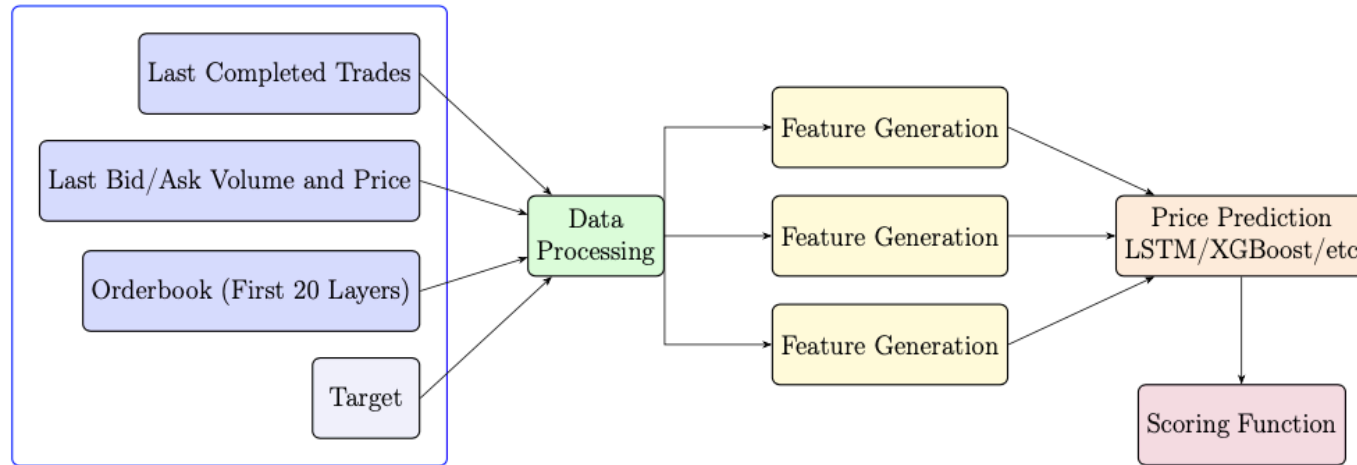 Last Completed Trades
Last Bid/Ask Volume and Price
Orderbook (First 20 Layers)
Target
Data
Processing
Feature Generation
Feature Generation
Feature Generation
Price Prediction
LSTM/XGBoost/etc
Scoring Function